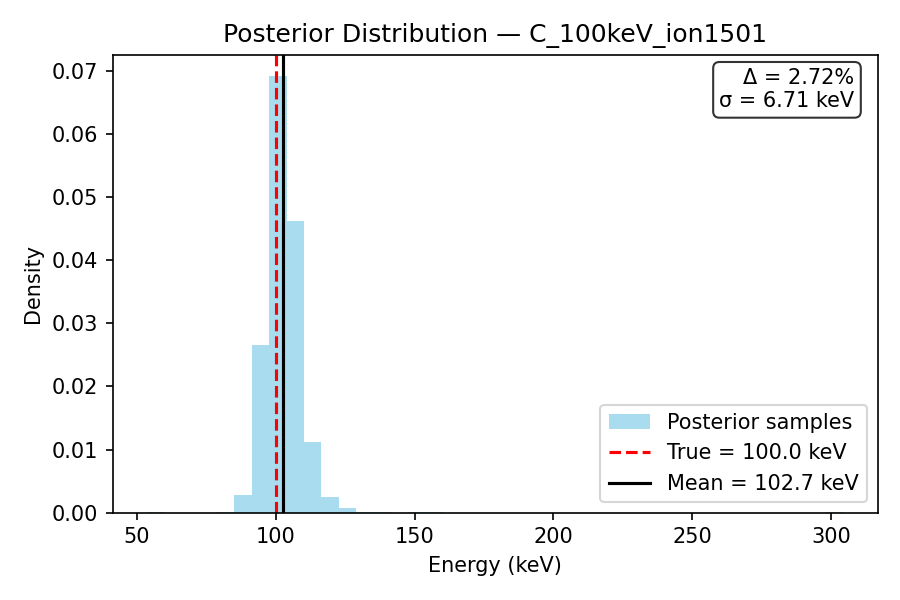 Posterior Distribution — C_100keV_ion1501
Δ = 2.72%
σ = 6.71 keV
0.07
0.06
0.05
0.04
0.03
0.02
0.01
0.00
Density
Posterior samples
True = 100.0 keV
Mean = 102.7 keV
50
100
150
200
250
300
Energy (keV)